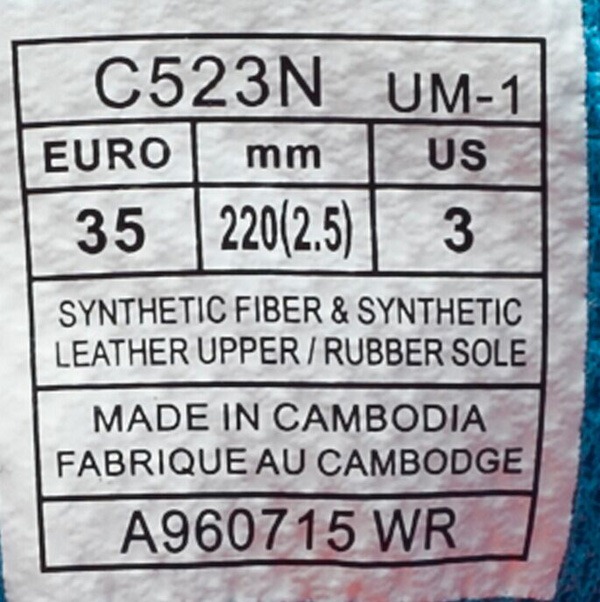 C523N UM-1
EURO mm US
35 220(2.5) 3
SYNTHETIC FIBER & SYNTHETIC
LEATHER UPPER / RUBBER SOLE
MADE IN CAMBODIA
FABRIQUE AU CAMBODGE
A960715 WR